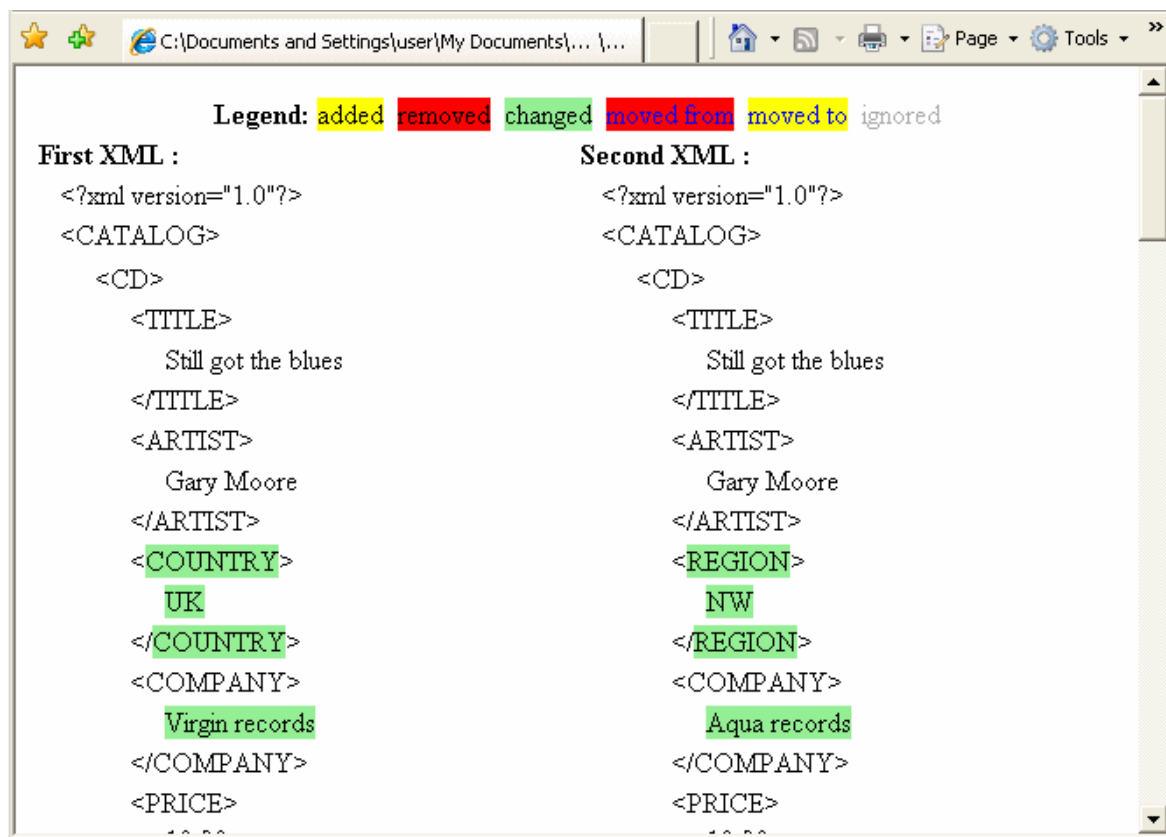 C:\Documents and Settings\user\My Documents\... \... Page Tools »
Legend: added removed changed moved from moved to ignored
First XML : Second XML :
<?xml version="1.0"?> <?xml version="1.0"?>
<CATALOG> <CATALOG>
<CD> <CD>
<TITLE> <TITLE>
Still got the blues Still got the blues
</TITLE> </TITLE>
<ARTIST> <ARTIST>
Gary Moore Gary Moore
</ARTIST> </ARTIST>
<COUNTRY> <REGION>
UK NW
</COUNTRY> </REGION>
<COMPANY> <COMPANY>
Virgin records Aqua records
</COMPANY> </COMPANY>
<PRICE> <PRICE>